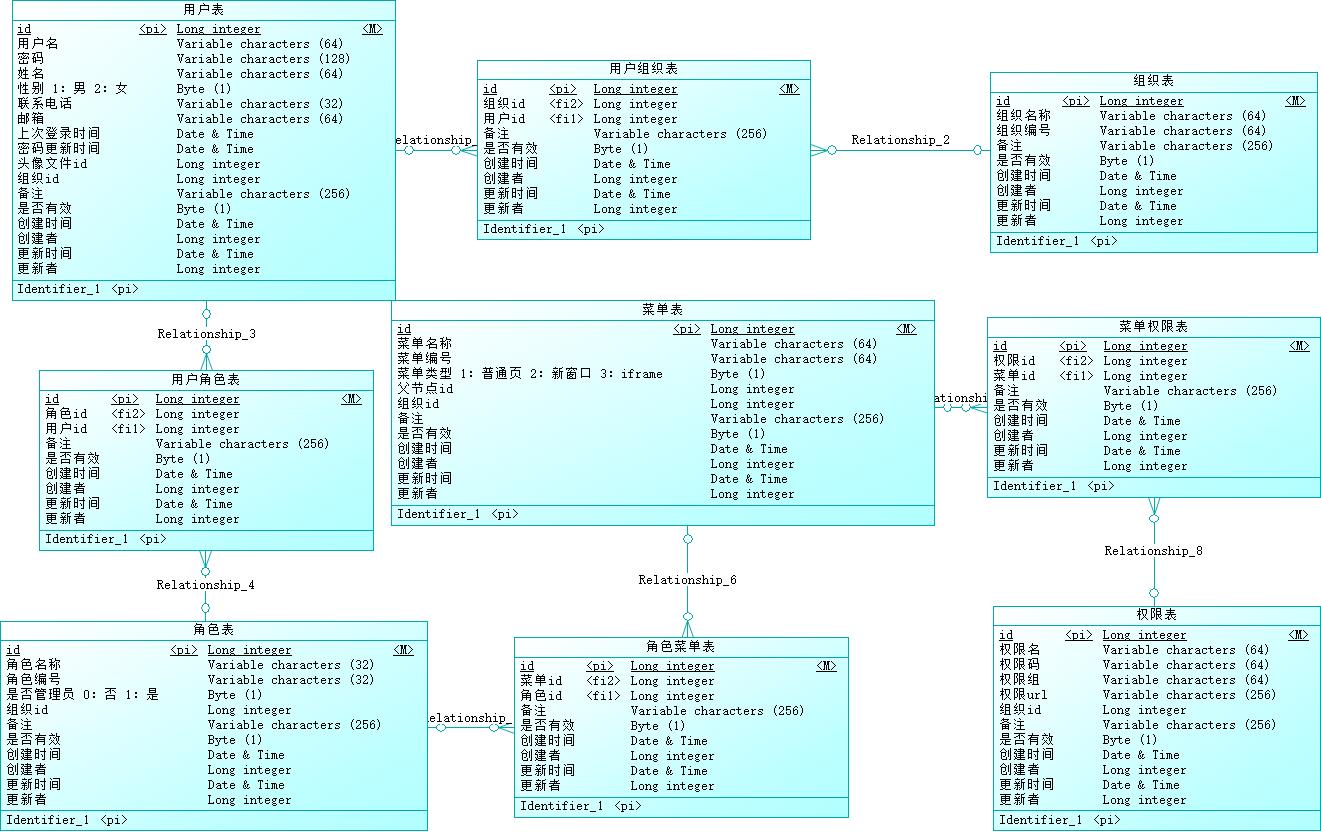 用户表
id <pi> Long integer <M>
用户名 Variable characters (64)
密码 Variable characters (128)
姓名 Variable characters (64)
性别 1: 男 2: 女 Byte (1)
联系电话 Variable characters (32)
邮箱 Variable characters (64)
上次登录时间 Date & Time
密码更新时间 Date & Time
头像文件id Long integer
组织id Long integer
备注 Variable characters (256)
是否有效 Byte (1)
创建时间 Date & Time
创建者 Long integer
更新时间 Date & Time
更新者 Long integer
Identifier_1 <pi>
elationship_
用户组织表
id <pi> Long integer <M>
组织id <fi2> Long integer
用户id <fi1> Long integer
备注 Variable characters (256)
是否有效 Byte (1)
创建时间 Date & Time
创建者 Long integer
更新时间 Date & Time
更新者 Long integer
Identifier_1 <pi>
Relationship_2
组织表
id <pi> Long integer <M>
组织名称 Variable characters (64)
组织编号 Variable characters (64)
备注 Variable characters (256)
是否有效 Byte (1)
创建时间 Date & Time
创建者 Long integer
更新时间 Date & Time
更新者 Long integer
Identifier_1 <pi>
Relationship_3
用户角色表
id <pi> Long integer <M>
角色id <fi2> Long integer
用户id <fi1> Long integer
备注 Variable characters (256)
是否有效 Byte (1)
创建时间 Date & Time
创建者 Long integer
更新时间 Date & Time
更新者 Long integer
Identifier_1 <pi>
菜单表
id <pi> Long integer <M>
菜单名称 Variable characters (64)
菜单编号 Variable characters (64)
菜单类型 1: 普通页 2: 新窗口 3: iframe Byte (1)
父节点id Long integer
组织id Long integer
备注 Variable characters (256)
是否有效 Byte (1)
创建时间 Date & Time
创建者 Long integer
更新时间 Date & Time
更新者 Long integer
Identifier_1 <pi>
ationshi
菜单权限表
id <pi> Long integer <M>
权限id <fi2> Long integer
菜单id <fi1> Long integer
备注 Variable characters (256)
是否有效 Byte (1)
创建时间 Date & Time
创建者 Long integer
更新时间 Date & Time
更新者 Long integer
Identifier_1 <pi>
Relationship_4
Relationship_6
Relationship_8
角色表
id <pi> Long integer <M>
角色名称 Variable characters (32)
角色编号 Variable characters (32)
是否管理员 0: 否 1: 是 Byte (1)
组织id Long integer
备注 Variable characters (256)
是否有效 Byte (1)
创建时间 Date & Time
创建者 Long integer
更新时间 Date & Time
更新者 Long integer
Identifier_1 <pi>
elationship_
角色菜单表
id <pi> Long integer <M>
菜单id <fi2> Long integer
角色id <fi1> Long integer
备注 Variable characters (256)
是否有效 Byte (1)
创建时间 Date & Time
创建者 Long integer
更新时间 Date & Time
更新者 Long integer
Identifier_1 <pi>
权限表
id <pi> Long integer <M>
权限名 Variable characters (64)
权限码 Variable characters (64)
权限组 Variable characters (64)
权限url Variable characters (256)
组织id Long integer
备注 Variable characters (256)
是否有效 Byte (1)
创建时间 Date & Time
创建者 Long integer
更新时间 Date & Time
更新者 Long integer
Identifier_1 <pi>